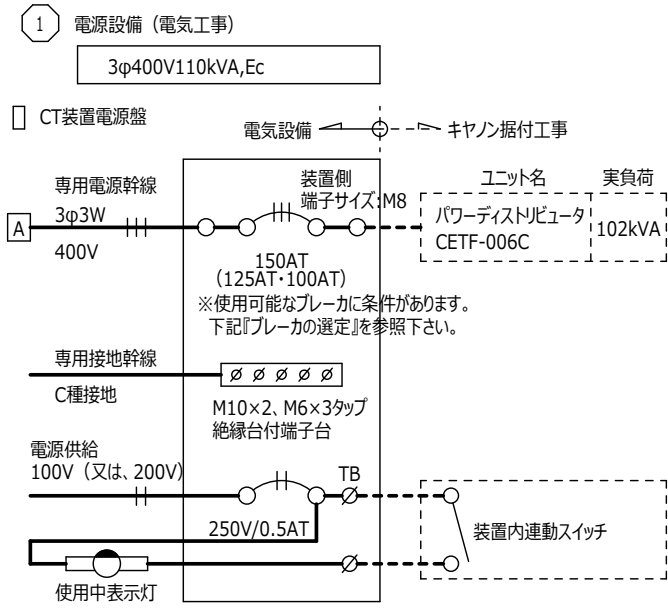 1 電源設備（電気工事）
3φ400V110kVA,Ec
CT装置電源盤
電気設備 キヤノン据付工事
専用電源幹線
A 3φ3W
400V
装置側
端子サイズ:M8
150AT
（125AT・100AT）
※使用可能なブレーカに条件があります。
下記『ブレーカの選定』を参照下さい。
ユニット名 実負荷
パワーディストリビュータ
CETF-006C
102kVA
専用接地幹線
C種接地
M10×2、M6×3タップ
絶縁台付端子台
電源供給
100V（又は、200V）
TB
250V/0.5AT
装置内連動スイッチ
使用中表示灯